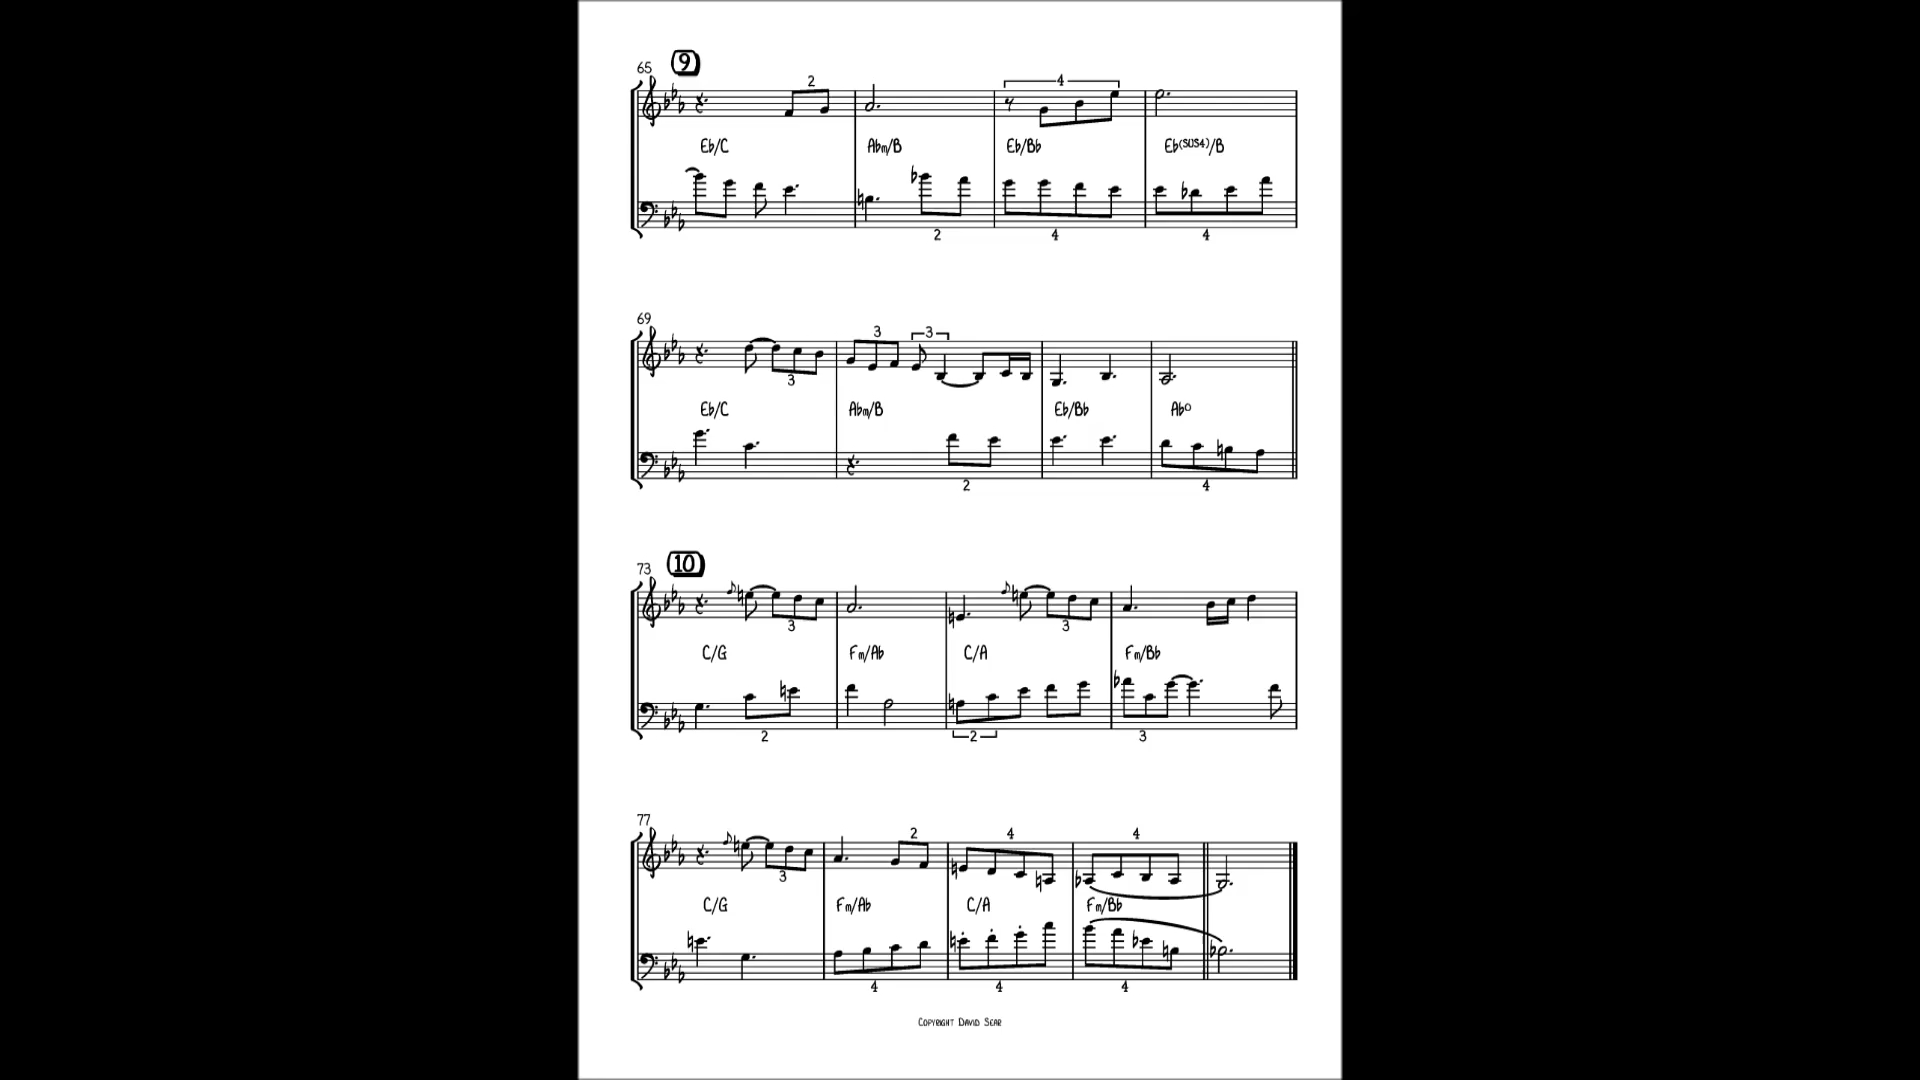 65 9 2 4
Eb/C Abm/B Eb/Bb Eb(SUS4)/B
2 4 4
69 3 3 3
Eb/C Abm/B Eb/Bb Abo
2 4
73 10 3 3
C/G Fm/Ab C/A Fm/Bb
2 2 3
77 3 2 4 4
C/G Fm/Ab C/A Fm/Bb
4 4 4
COPYRIGHT DAVID SEAR